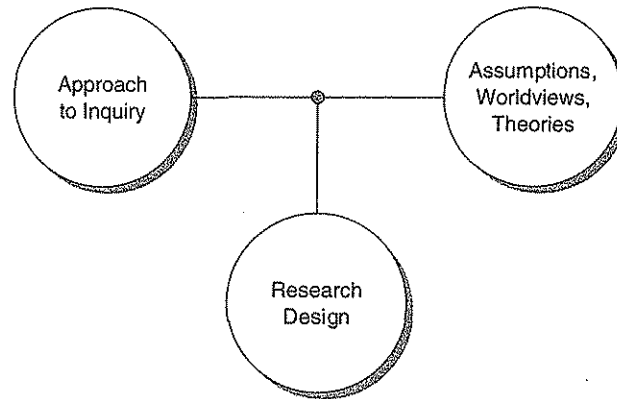 Approach
to Inquiry
Assumptions,
Worldviews,
Theories
Research
Design